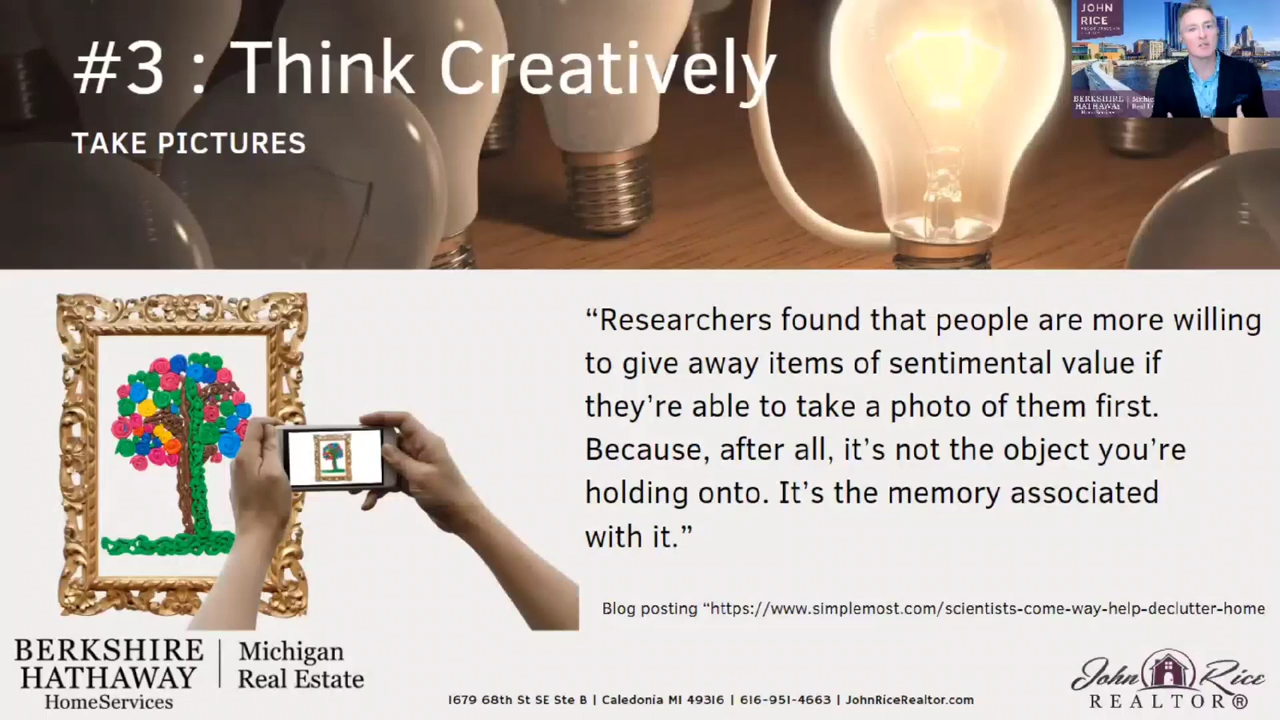 #3 : Think Creatively
TAKE PICTURES
JOHN
RICE
BERKSHIRE
HATHAWAY
HomeServices
“Researchers found that people are more willing
to give away items of sentimental value if
they’re able to take a photo of them first.
Because, after all, it’s not the object you’re
holding onto. It’s the memory associated
with it.”
Blog posting “https://www.simplemost.com/scientists-come-way-help-declutter-home
BERKSHIRE
HATHAWAY
HomeServices
Michigan
Real Estate
1679 68th St SE Ste B | Caledonia MI 49316 | 616-951-4663 | JohnRiceRealtor.com
John Rice
REALTOR®